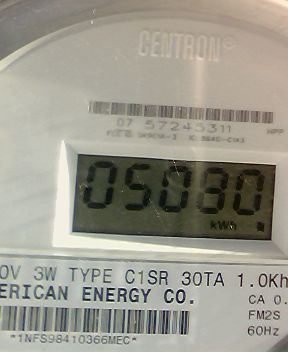 CENTRON®
07 57245311
05080
kWh
0V 3W TYPE C1SR 30TA 1.0Kh
ERICAN ENERGY CO.
CA 0.
FM2S
60Hz
*1NFS98410366MEC*